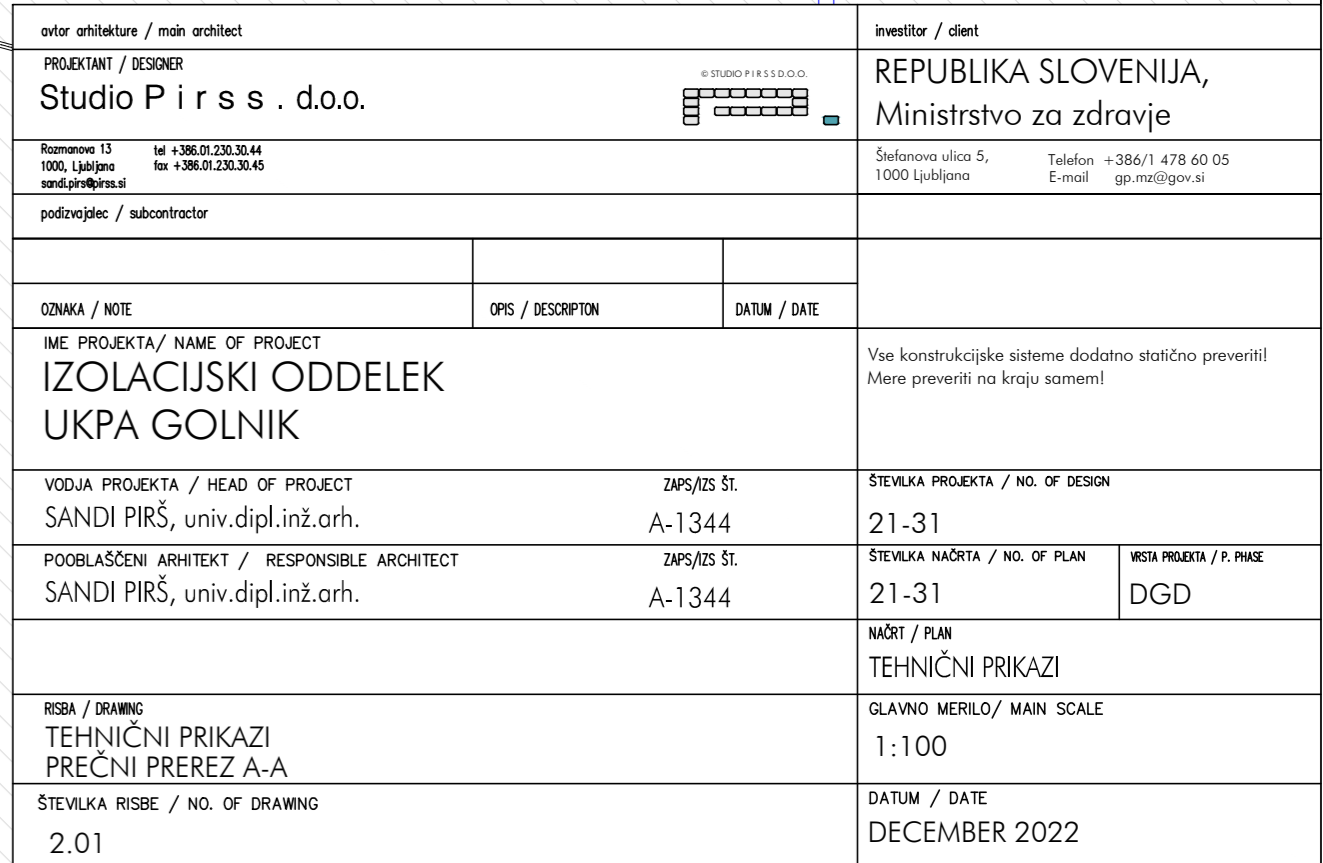 avtor arhitekture / main architect
investitor / client
PROJEKTANT / DESIGNER
Studio P i r s s . d.o.o.
© STUDIO P I R S S D.O.O.
REPUBLIKA SLOVENIJA,
Ministrstvo za zdravje
Rozmanova 13
1000, Ljubljana
sandi.pirs@pirss.si
tel +386.01.230.30.44
fax +386.01.230.30.45
Štefanova ulica 5,
1000 Ljubljana
Telefon +386/1 478 60 05
E-mail gp.mz@gov.si
podizvajalec / subcontractor
OZNAKA / NOTE
OPIS / DESCRIPTON
DATUM / DATE
IME PROJEKTA/ NAME OF PROJECT
IZOLACIJSKI ODDELEK
UKPA GOLNIK
Vse konstrukcijske sisteme dodatno statično preveriti!
Mere preveriti na kraju samem!
VODJA PROJEKTA / HEAD OF PROJECT
ZAPS/IZS ŠT.
SANDI PIRŠ, univ.dipl.inž.arh.
A-1344
ŠTEVILKA PROJEKTA / NO. OF DESIGN
21-31
POOBLAŠČENI ARHITEKT / RESPONSIBLE ARCHITECT
ZAPS/IZS ŠT.
SANDI PIRŠ, univ.dipl.inž.arh.
A-1344
ŠTEVILKA NAČRTA / NO. OF PLAN
21-31
VRSTA PROJEKTA / P. PHASE
DGD
NAČRT / PLAN
TEHNIČNI PRIKAZI
RISBA / DRAWING
TEHNIČNI PRIKAZI
PREČNI PREREZ A-A
GLAVNO MERILO/ MAIN SCALE
1:100
ŠTEVILKA RISBE / NO. OF DRAWING
2.01
DATUM / DATE
DECEMBER 2022